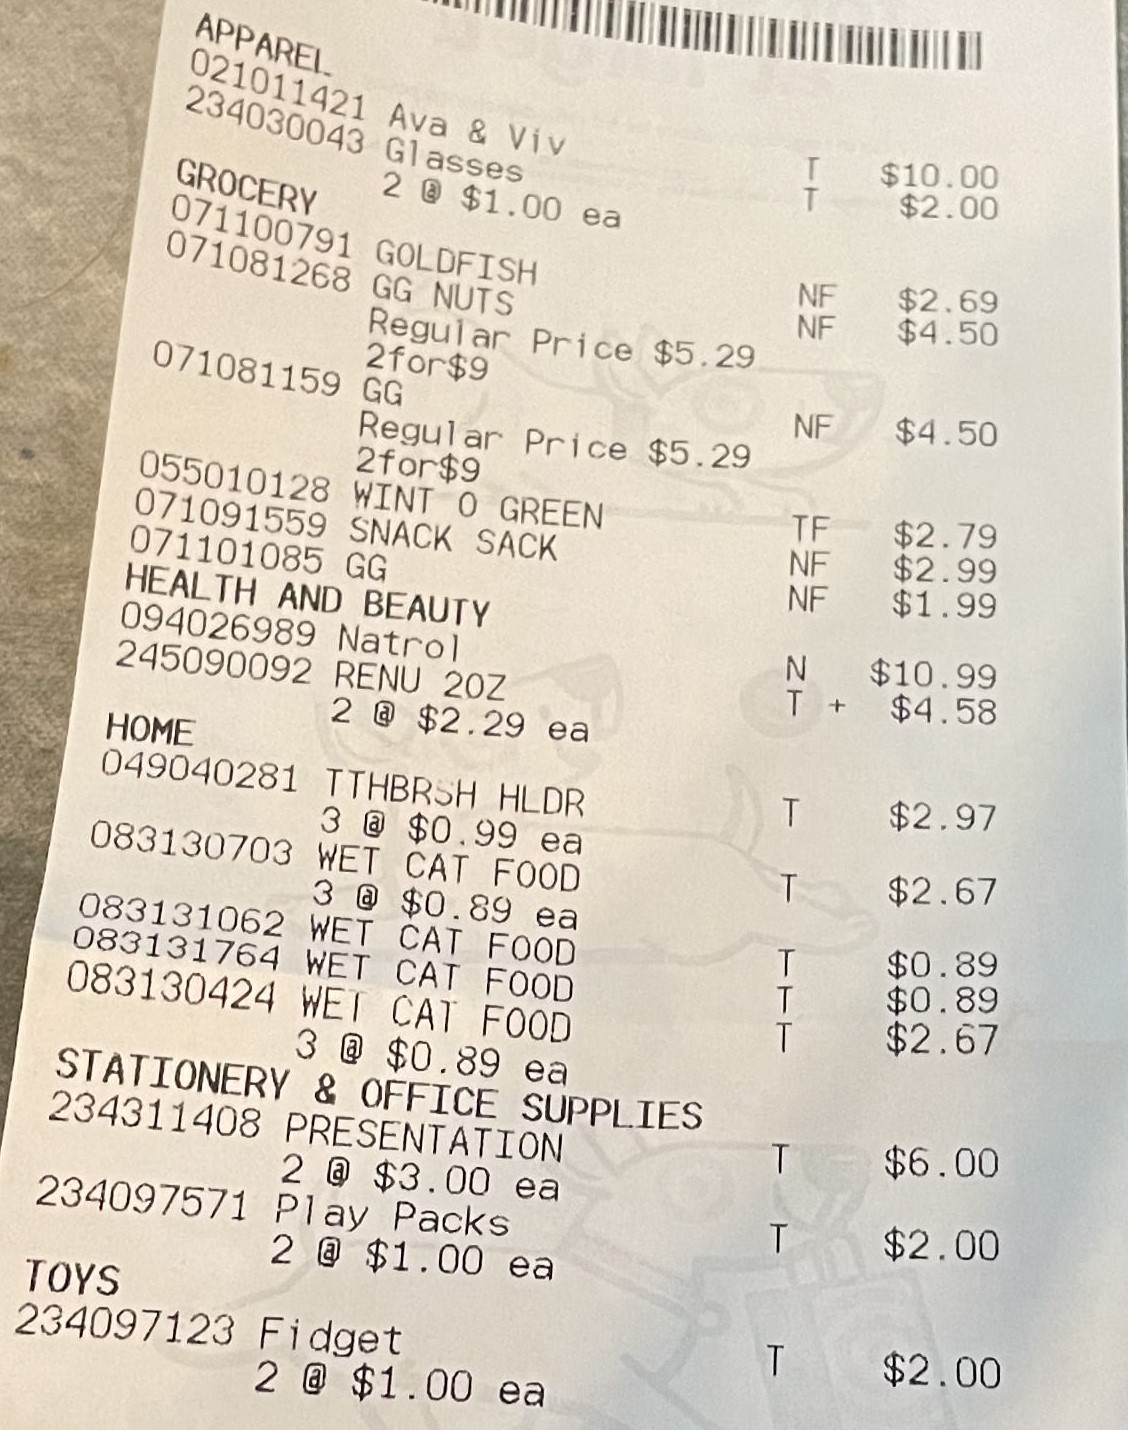 APPAREL
021011421 Ava & Viv T $10.00
234030043 Glasses T $2.00
2 @ $1.00 ea
GROCERY
071100791 GOLDFISH NF $2.69
071081268 GG NUTS NF $4.50
Regular Price $5.29
2for$9
071081159 GG NF $4.50
Regular Price $5.29
2for$9
055010128 WINT O GREEN TF $2.79
071091559 SNACK SACK NF $2.99
071101085 GG NF $1.99
HEALTH AND BEAUTY
094026989 Natrol N $10.99
245090092 RENU 2OZ T + $4.58
2 @ $2.29 ea
HOME
049040281 TTHBRSH HLDR T $2.97
3 @ $0.99 ea
083130703 WET CAT FOOD T $2.67
3 @ $0.89 ea
083131062 WET CAT FOOD T $0.89
083131764 WET CAT FOOD T $0.89
083130424 WET CAT FOOD T $2.67
3 @ $0.89 ea
STATIONERY & OFFICE SUPPLIES
234311408 PRESENTATION T $6.00
2 @ $3.00 ea
234097571 Play Packs T $2.00
2 @ $1.00 ea
TOYS
234097123 Fidget T $2.00
2 @ $1.00 ea